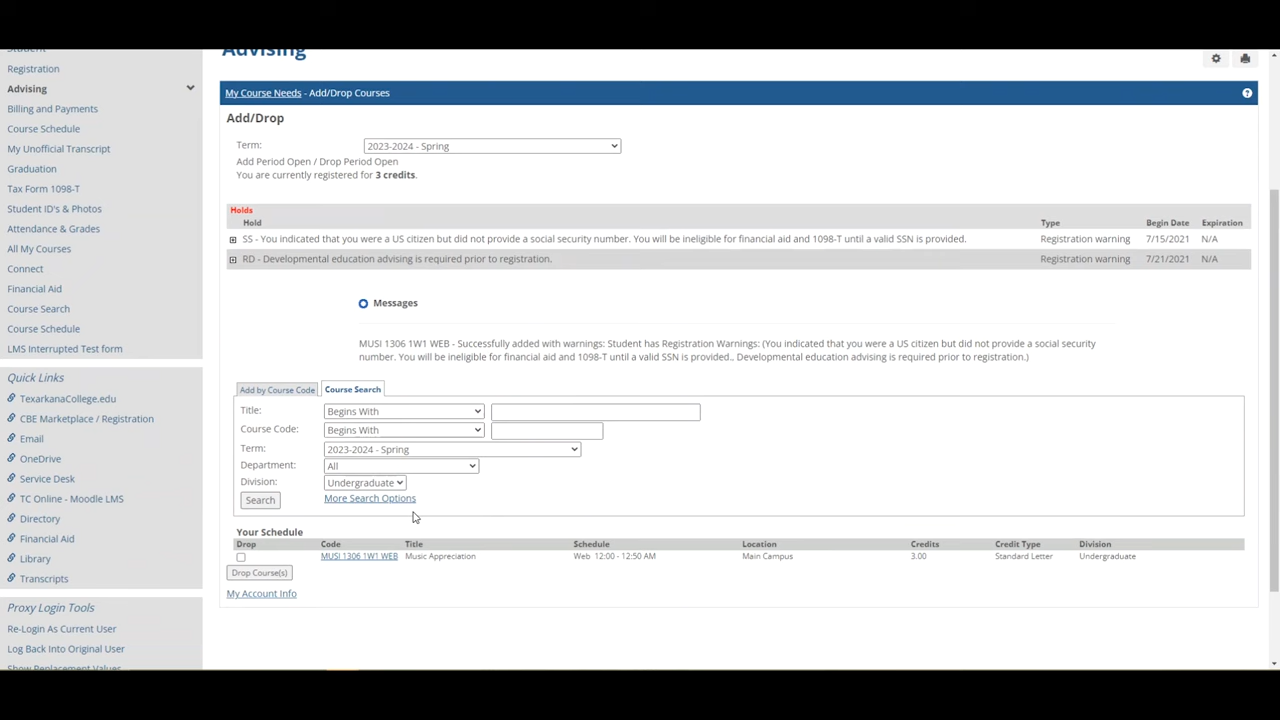 Student
Registration
Advising
Billing and Payments
Course Schedule
My Unofficial Transcript
Graduation
Tax Form 1098-T
Student ID's & Photos
Attendance & Grades
All My Courses
Connect
Financial Aid
Course Search
Course Schedule
LMS Interrupted Test form
Quick Links
TexarkanaCollege.edu
CBE Marketplace / Registration
Email
OneDrive
Service Desk
TC Online - Moodle LMS
Directory
Financial Aid
Library
Transcripts
Proxy Login Tools
Re-Login As Current User
Log Back Into Original User
Show Replacement Values
Advising
My Course Needs - Add/Drop Courses
Add/Drop
Term: 2023-2024 - Spring
Add Period Open / Drop Period Open
You are currently registered for 3 credits.
Holds
Hold Type Begin Date Expiration
SS - You indicated that you were a US citizen but did not provide a social security number. You will be ineligible for financial aid and 1098-T until a valid SSN is provided. Registration warning 7/15/2021 N/A
RD - Developmental education advising is required prior to registration. Registration warning 7/21/2021 N/A
Messages
MUSI 1306 1W1 WEB - Successfully added with warnings: Student has Registration Warnings: (You indicated that you were a US citizen but did not provide a social security
number. You will be ineligible for financial aid and 1098-T until a valid SSN is provided., Developmental education advising is required prior to registration.)
Add by Course Code Course Search
Title: Begins With
Course Code: Begins With
Term: 2023-2024 - Spring
Department: All
Division: Undergraduate
Search More Search Options
Your Schedule
Drop Code Title Schedule Location Credits Credit Type Division
MUSI 1306 1W1 WEB Music Appreciation Web 12:00 - 12:50 AM Main Campus 3.00 Standard Letter Undergraduate
Drop Course(s)
My Account Info